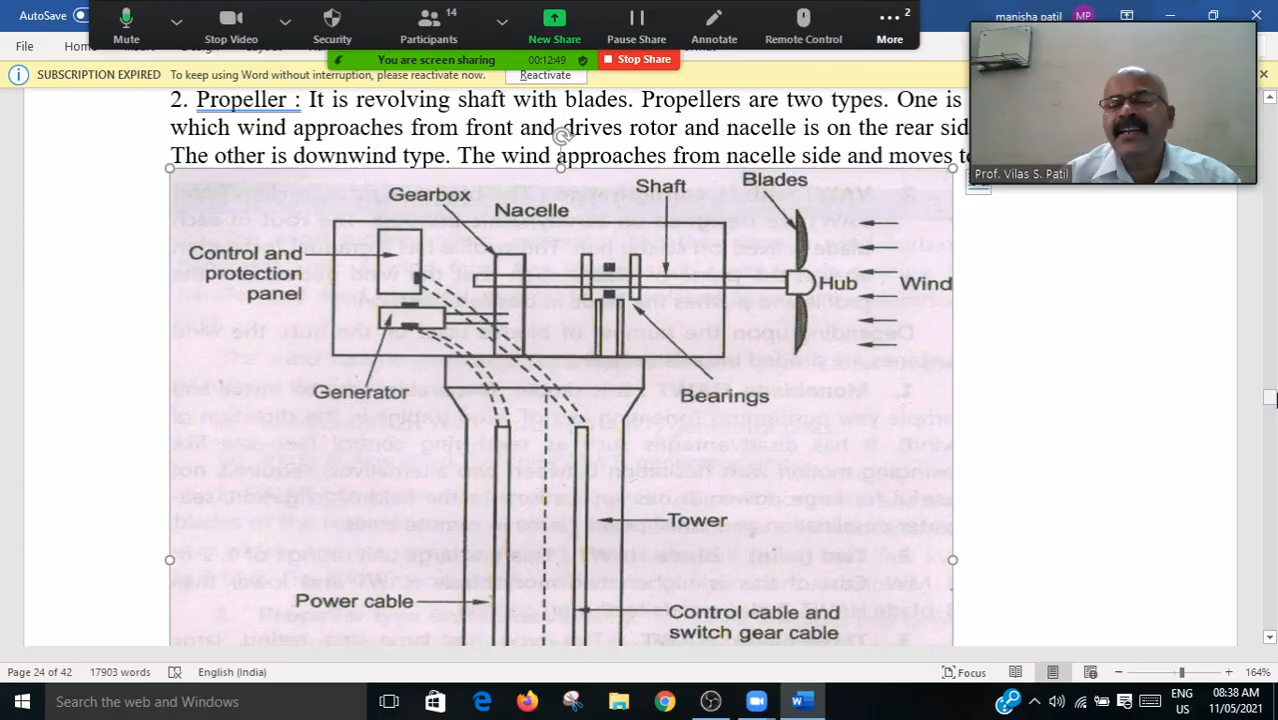 AutoSave
manisha patil
MP
14
2
Mute
Stop Video
Security
Participants
New Share
Pause Share
Annotate
Remote Control
More
You are screen sharing
00:12:49
Stop Share
File
SUBSCRIPTION EXPIRED To keep using Word without interruption, please reactivate now. Reactivate
2. Propeller : It is revolving shaft with blades. Propellers are two types. One is
which wind approaches from front and drives rotor and nacelle is on the rear
The other is downwind type. The wind approaches from nacelle side and moves
Prof. Vilas S. Patil
Gearbox
Nacelle
Shaft
Blades
Control and
protection
panel
Hub
Wind
Generator
Bearings
Tower
Power cable
Control cable and
switch gear cable
Page 24 of 42 17903 words English (India) Focus 164%
Search the web and Windows
ENG
US
08:38 AM
11/05/2021